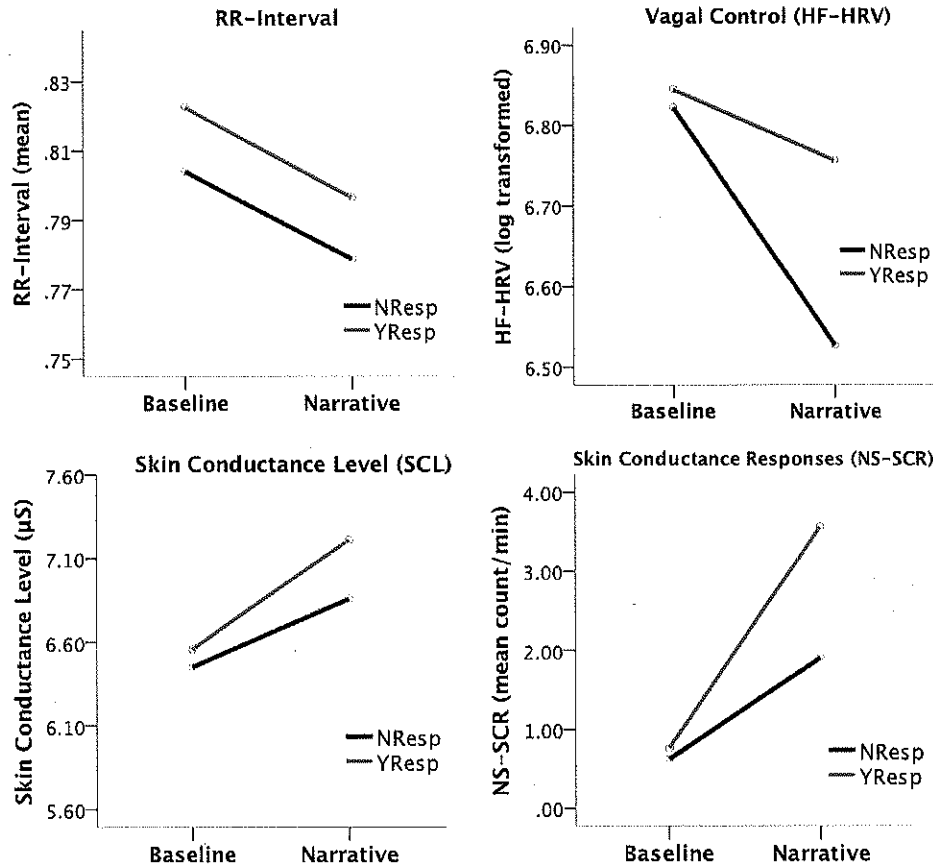 RR-Interval
RR-Interval (mean)
.83
.81
.79
.77
.75
NResp
YResp
Baseline Narrative
Vagal Control (HF-HRV)
HF-HRV (log transformed)
6.90
6.80
6.70
6.60
6.50
NResp
YResp
Baseline Narrative
Skin Conductance Level (SCL)
Skin Conductance Level (µS)
7.60
7.10
6.60
6.10
5.60
NResp
YResp
Baseline Narrative
Skin Conductance Responses (NS-SCR)
NS-SCR (mean count/min)
4.00
3.00
2.00
1.00
.00
NResp
YResp
Baseline Narrative